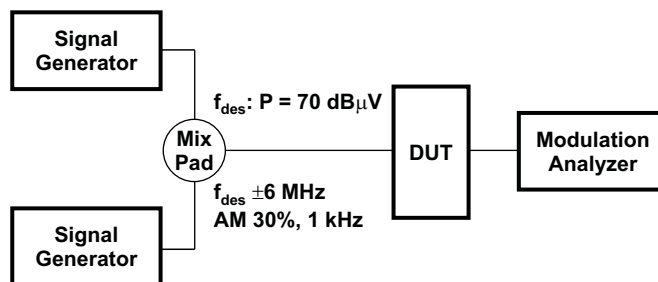 Signal
Generator
f_des: P = 70 dBμV
Mix
Pad
DUT
Modulation
Analyzer
f_des ±6 MHz
AM 30%, 1 kHz
Signal
Generator